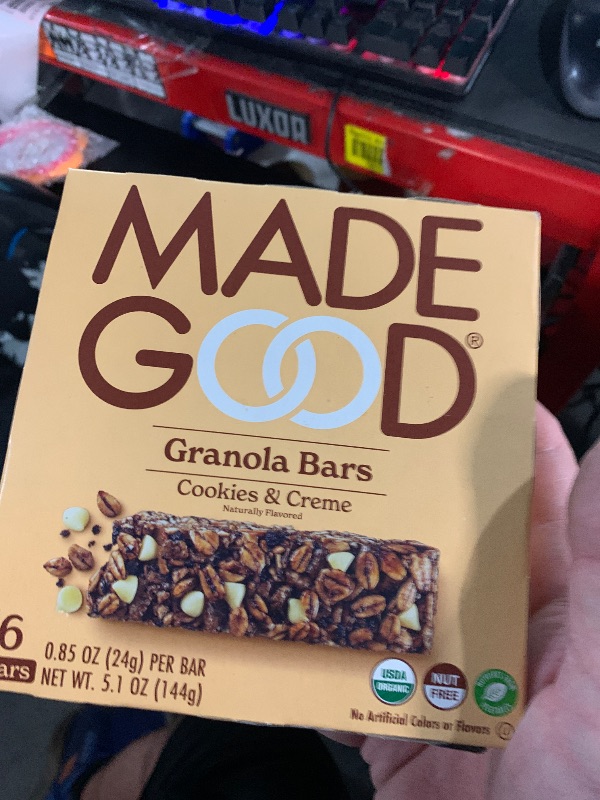 LUXOR
MADE
GOOD®
Granola Bars
Cookies & Creme
Naturally Flavored
6
ars
0.85 OZ (24g) PER BAR
NET WT. 5.1 OZ (144g)
USDA
ORGANIC
NUT
FREE
No Artificial Colors or Flavors
U